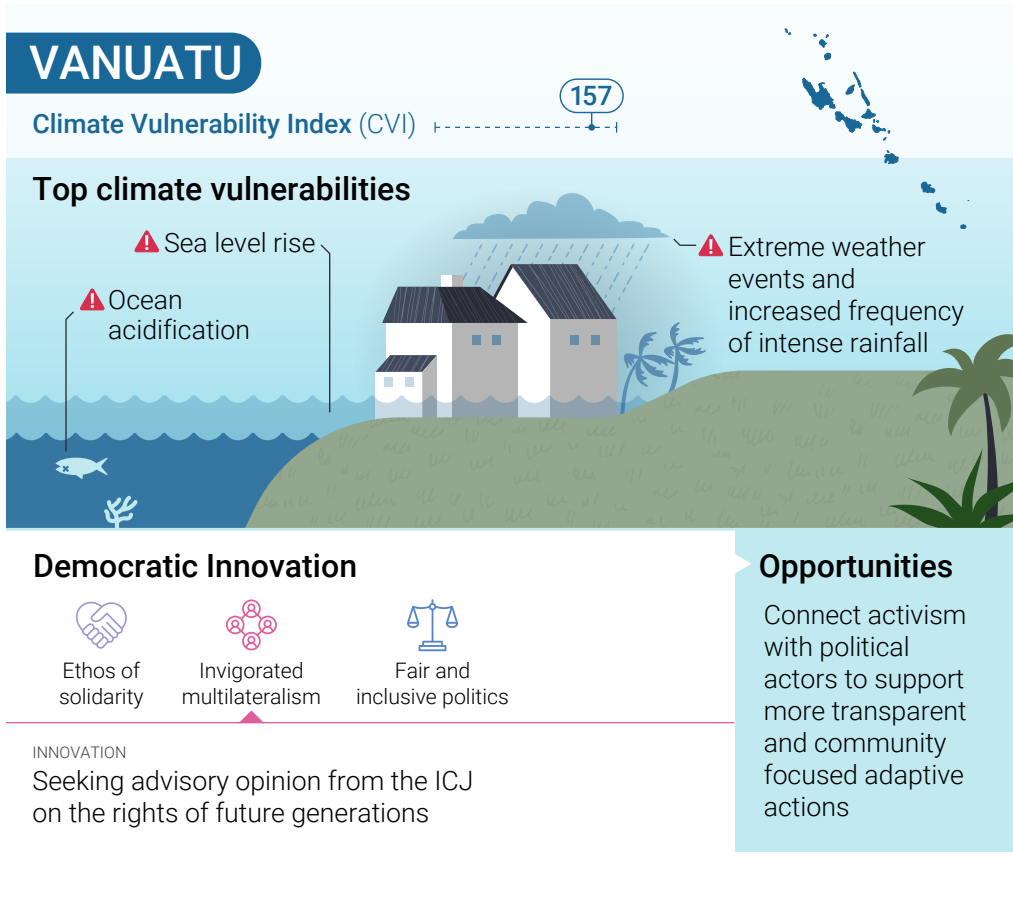 VANUATU
Climate Vulnerability Index (CVI)
157
Top climate vulnerabilities
Sea level rise
Ocean
acidification
Extreme weather
events and
increased frequency
of intense rainfall
Democratic Innovation
Ethos of
solidarity
Invigorated
multilateralism
Fair and
inclusive politics
INNOVATION
Seeking advisory opinion from the ICJ
on the rights of future generations
Opportunities
Connect activism
with political
actors to support
more transparent
and community
focused adaptive
actions